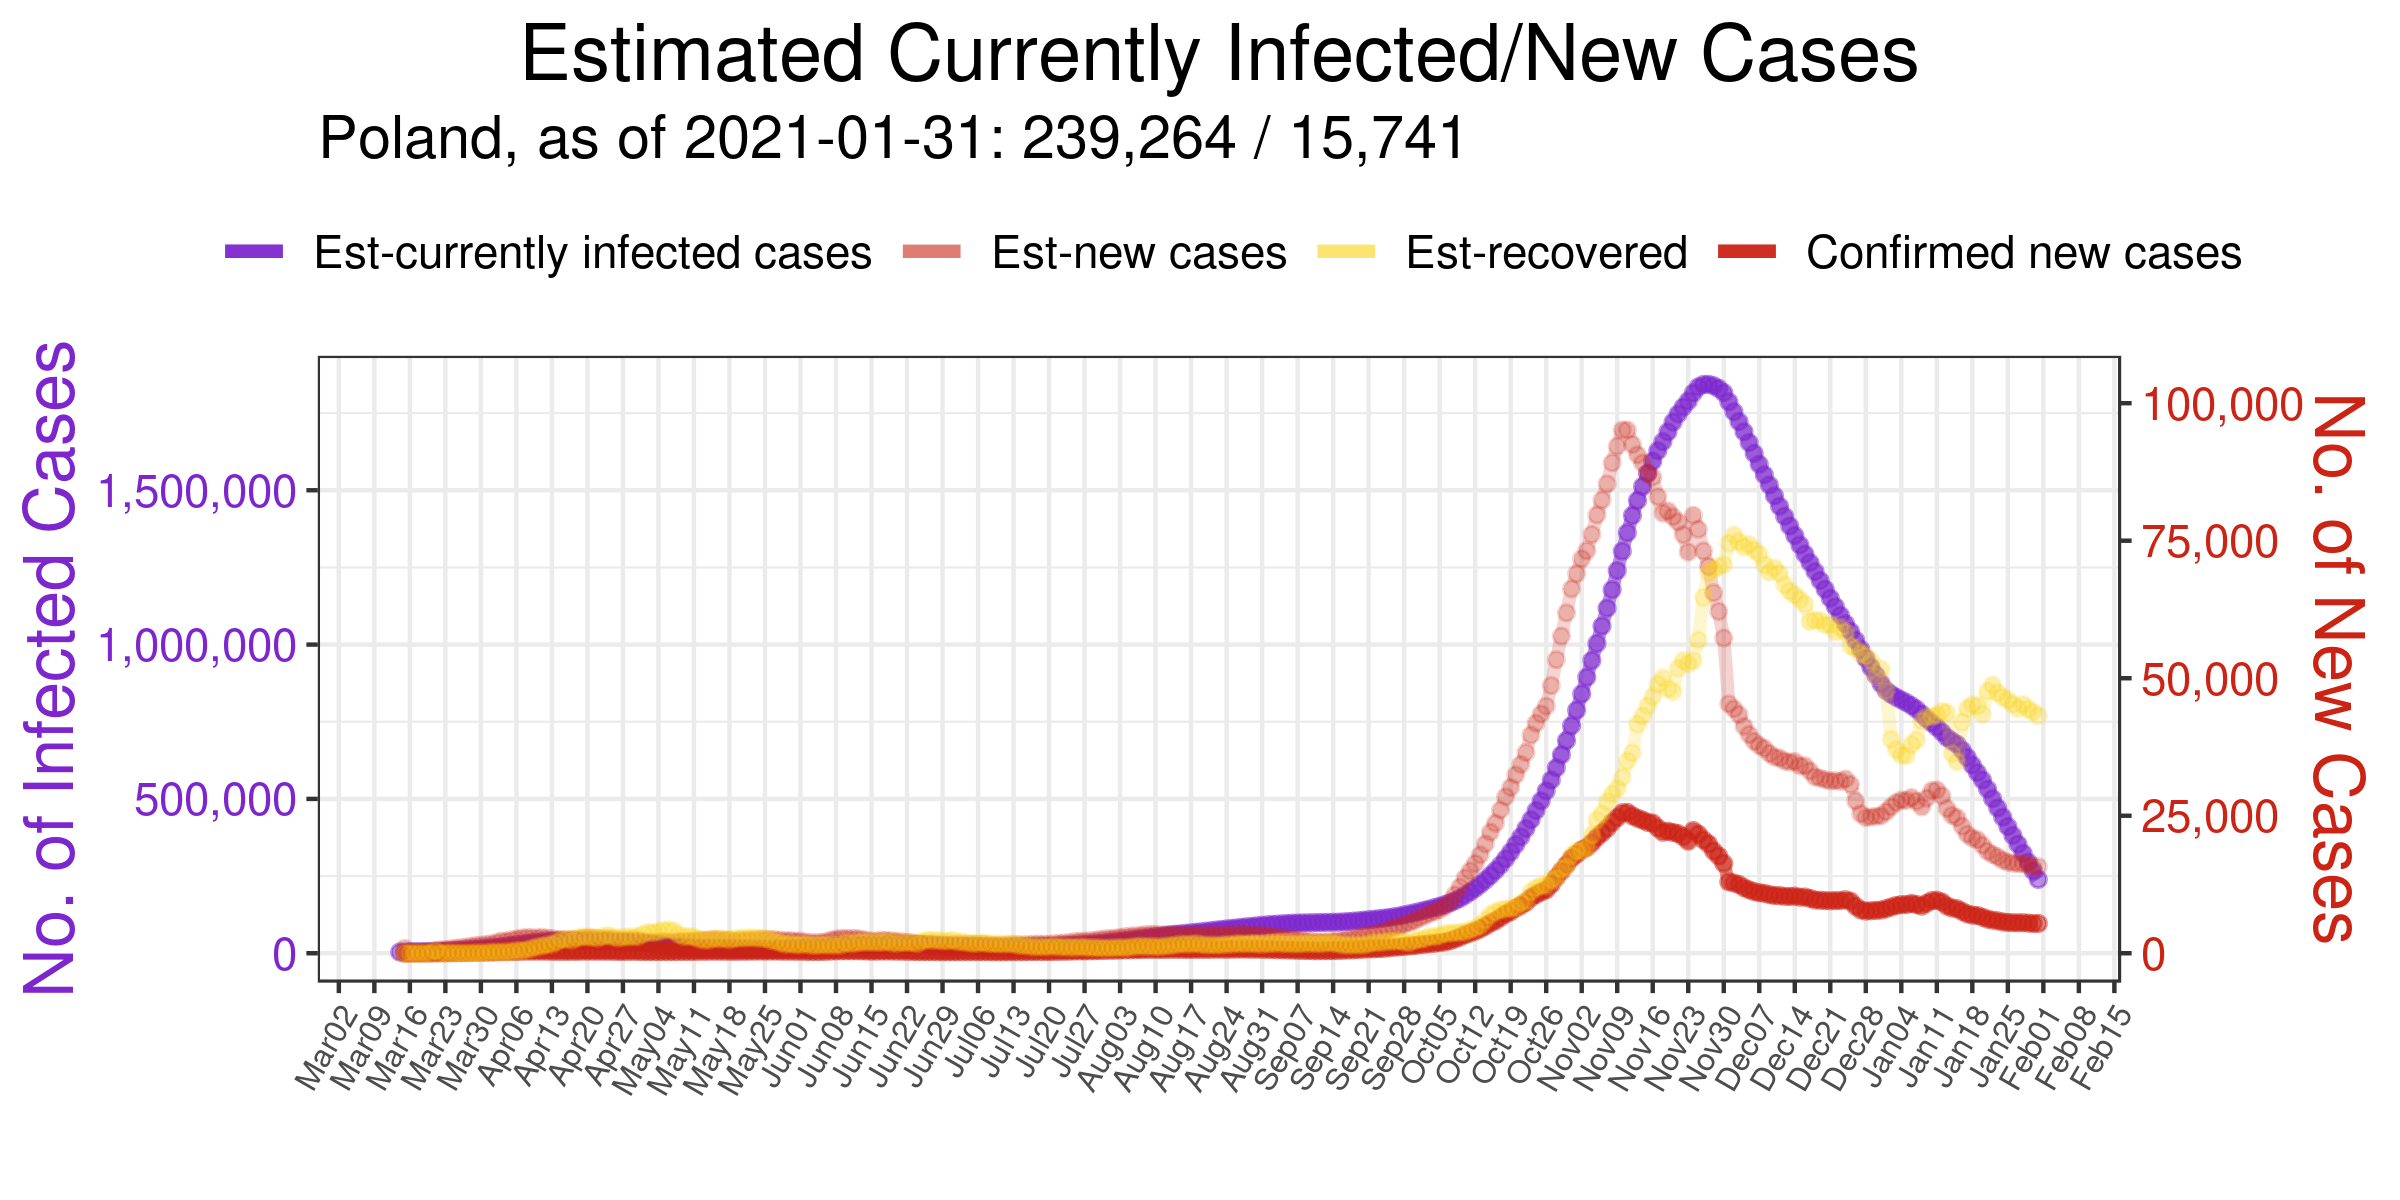 Estimated Currently Infected/New Cases
Poland, as of 2021-01-31: 239,264 / 15,741
Est-currently infected cases Est-new cases Est-recovered Confirmed new cases
No. of Infected Cases
1,500,000
1,000,000
500,000
0
100,000
75,000
50,000
25,000
0
No. of New Cases
Mar02 Mar09 Mar16 Mar23 Mar30 Apr06 Apr13 Apr20 Apr27 May04 May11 May18 May25 Jun01 Jun08 Jun15 Jun22 Jun29 Jul06 Jul13 Jul20 Jul27 Aug03 Aug10 Aug17 Aug24 Aug31 Sep07 Sep14 Sep21 Sep28 Oct05 Oct12 Oct19 Oct26 Nov02 Nov09 Nov16 Nov23 Nov30 Dec07 Dec14 Dec21 Dec28 Jan04 Jan11 Jan18 Jan25 Feb01 Feb08 Feb15